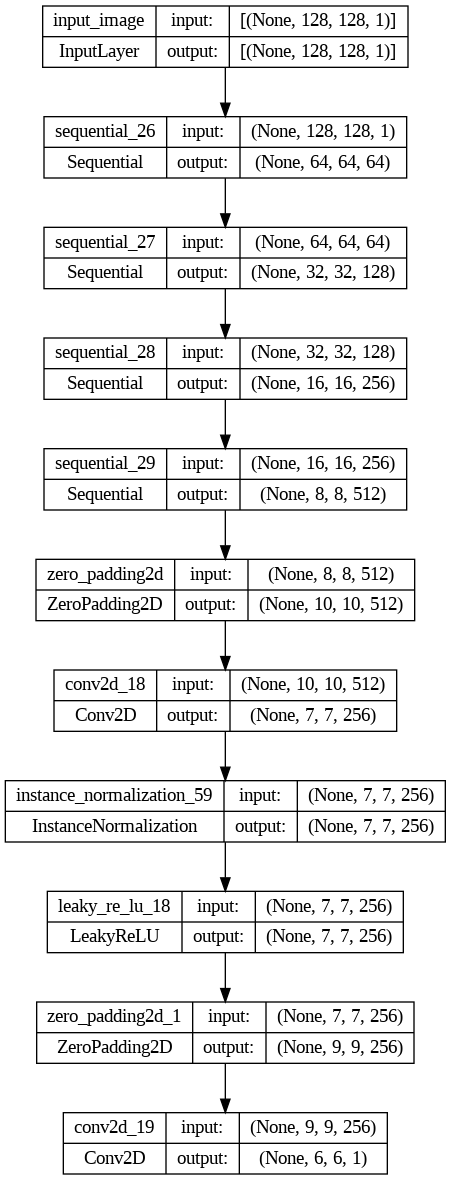 input_image input: [(None, 128, 128, 1)]
InputLayer output: [(None, 128, 128, 1)]
sequential_26 input: (None, 128, 128, 1)
Sequential output: (None, 64, 64, 64)
sequential_27 input: (None, 64, 64, 64)
Sequential output: (None, 32, 32, 128)
sequential_28 input: (None, 32, 32, 128)
Sequential output: (None, 16, 16, 256)
sequential_29 input: (None, 16, 16, 256)
Sequential output: (None, 8, 8, 512)
zero_padding2d input: (None, 8, 8, 512)
ZeroPadding2D output: (None, 10, 10, 512)
conv2d_18 input: (None, 10, 10, 512)
Conv2D output: (None, 7, 7, 256)
instance_normalization_59 input: (None, 7, 7, 256)
InstanceNormalization output: (None, 7, 7, 256)
leaky_re_lu_18 input: (None, 7, 7, 256)
LeakyReLU output: (None, 7, 7, 256)
zero_padding2d_1 input: (None, 7, 7, 256)
ZeroPadding2D output: (None, 9, 9, 256)
conv2d_19 input: (None, 9, 9, 256)
Conv2D output: (None, 6, 6, 1)